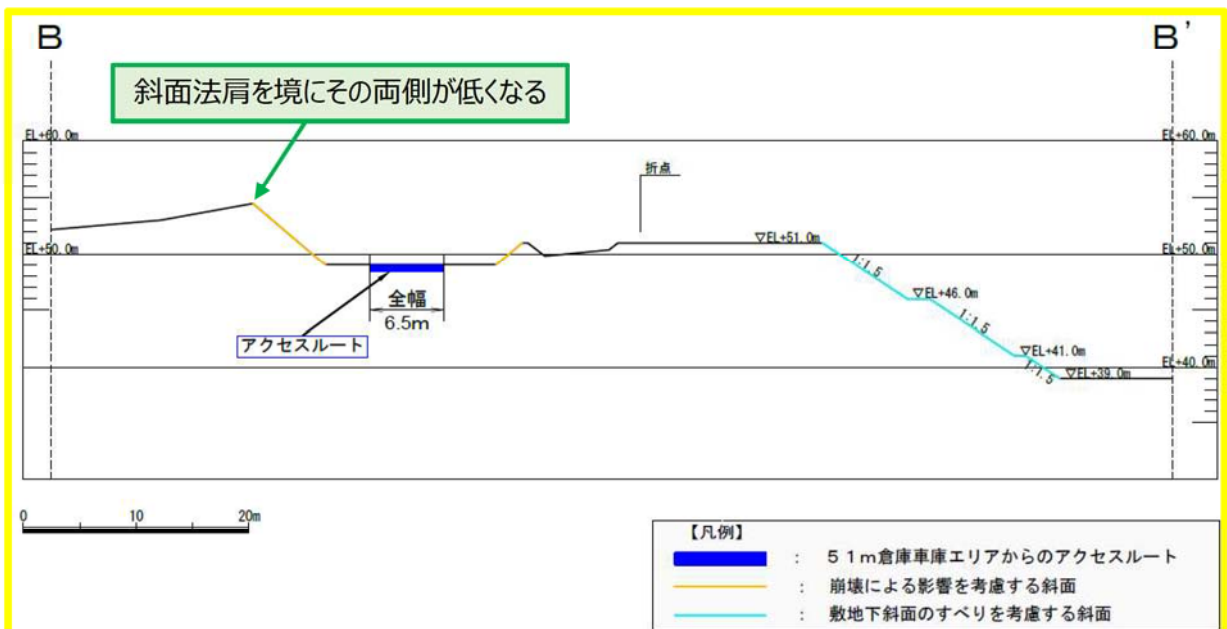 B
B'
斜面法肩を境にその両側が低くなる
EL+60.0m
EL+60.0m
折点
EL+50.0m
▽EL+51.0m
EL+50.0m
1:1.5
全幅
6.5m
▽EL+46.0m
1:1.5
アクセスルート
▽EL+41.0m
EL+40.0m
1:1.5
▽EL+39.0m
0 10 20m
【凡例】
: 51m倉庫車庫エリアからのアクセスルート
: 崩壊による影響を考慮する斜面
: 敷地下斜面のすべりを考慮する斜面